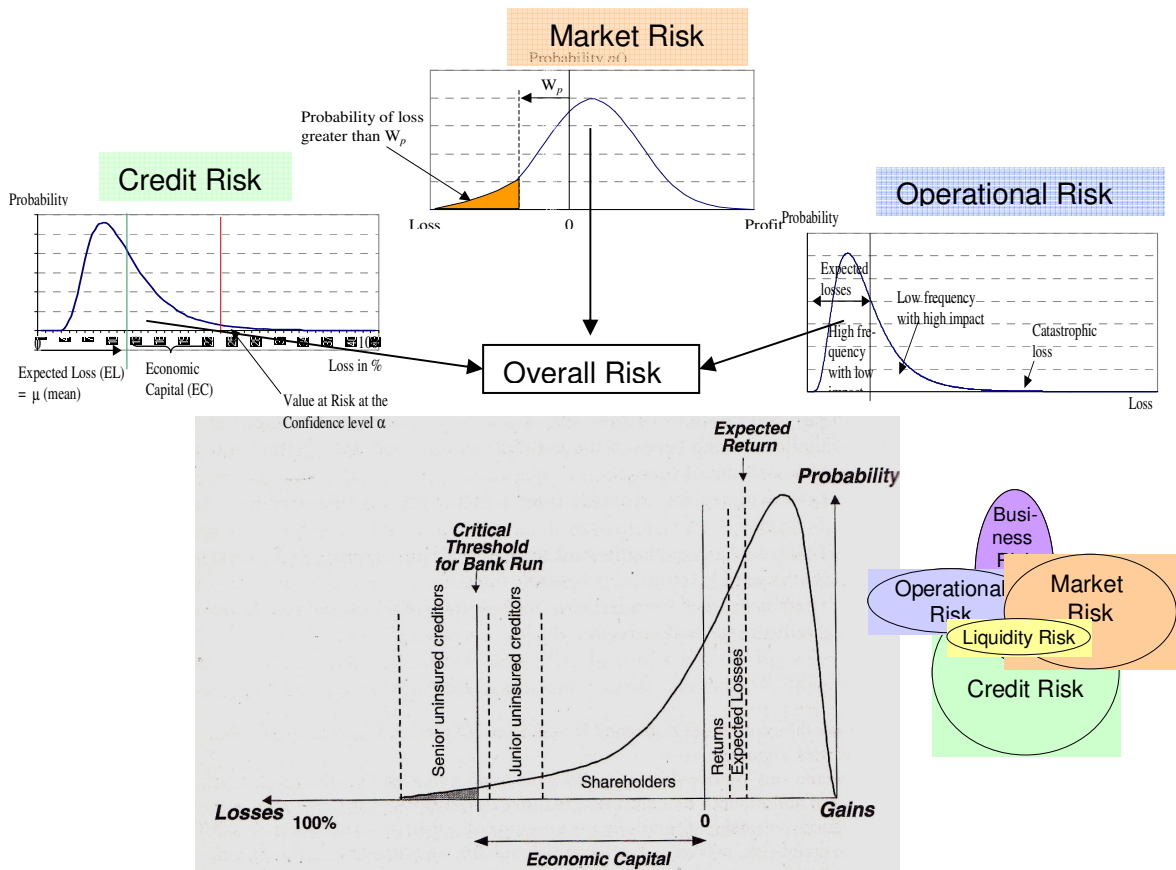 Market Risk
Probability p()
W_p
Probability of loss
greater than W_p
Loss
0
Profit
Credit Risk
Probability
Loss in %
Expected Loss (EL)
= μ (mean)
Economic
Capital (EC)
Value at Risk at the
Confidence level α
Operational Risk
Probability
Expected
losses
Low frequency
with high impact
High fre-
quency
with low
impact
Catastrophic
loss
Loss
Overall Risk
Expected
Return
Probability
Critical
Threshold
for Bank Run
Senior uninsured creditors
Junior uninsured creditors
Shareholders
Returns
Expected Losses
Losses
100%
0
Gains
Economic Capital
Busi-
ness
Operational
Risk
Market
Risk
Liquidity Risk
Credit Risk